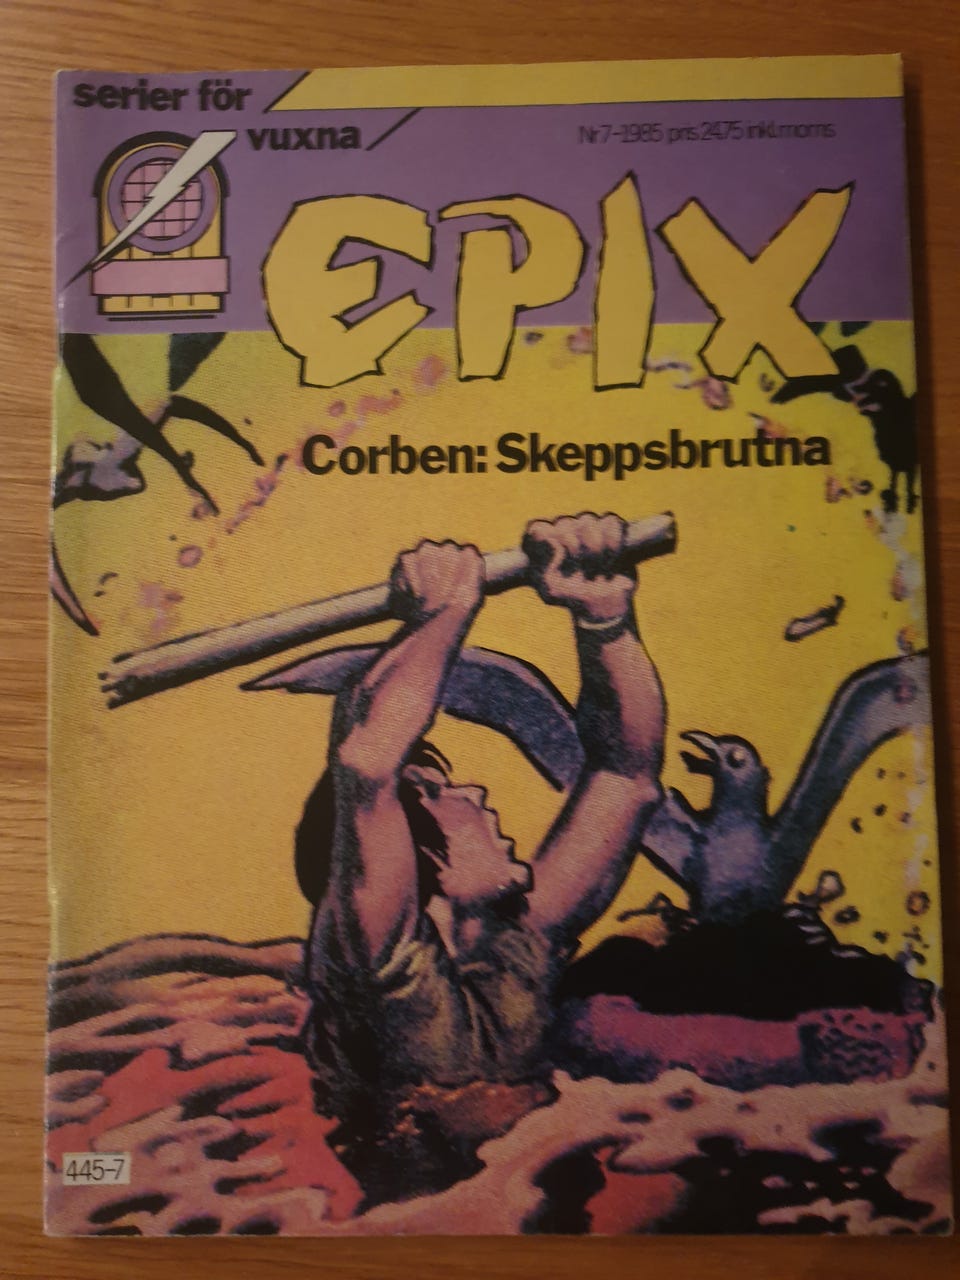 serier för
vuxna
Nr 7-1985 pris 24.75 inkl.moms
EPIX
Corben: Skeppsbrutna
445-7